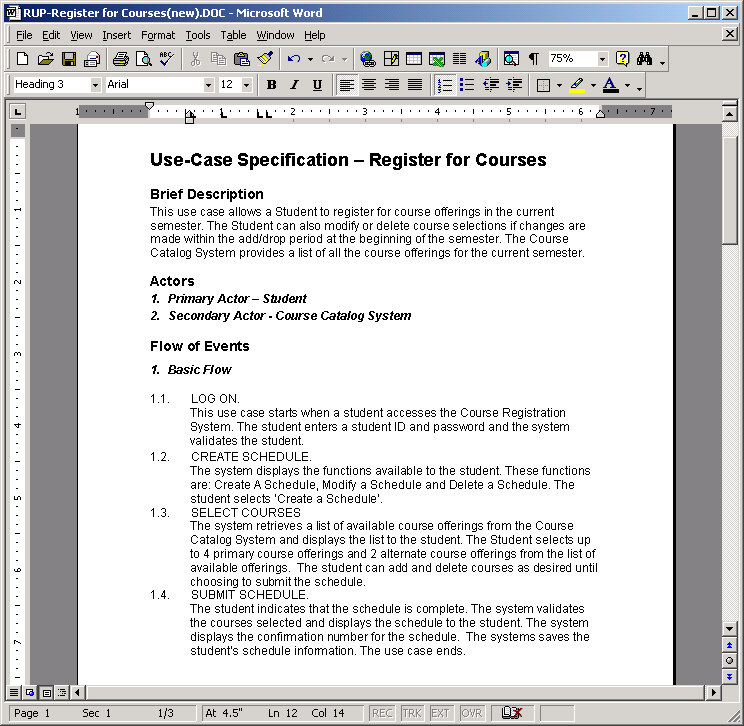 RUP-Register for Courses(new).DOC - Microsoft Word
File Edit View Insert Format Tools Table Window Help
75%
Heading 3 Arial 12 B I U
1 1 2 3 4 5 6 7
Use-Case Specification – Register for Courses
Brief Description
This use case allows a Student to register for course offerings in the current
semester. The Student can also modify or delete course selections if changes are
made within the add/drop period at the beginning of the semester. The Course
Catalog System provides a list of all the course offerings for the current semester.
Actors
1. Primary Actor – Student
2. Secondary Actor - Course Catalog System
Flow of Events
1. Basic Flow
1.1. LOG ON.
This use case starts when a student accesses the Course Registration
System. The student enters a student ID and password and the system
validates the student.
1.2. CREATE SCHEDULE.
The system displays the functions available to the student. These functions
are: Create A Schedule, Modify a Schedule and Delete a Schedule. The
student selects 'Create a Schedule'.
1.3. SELECT COURSES
The system retrieves a list of available course offerings from the Course
Catalog System and displays the list to the student. The Student selects up
to 4 primary course offerings and 2 alternate course offerings from the list of
available offerings. The student can add and delete courses as desired until
choosing to submit the schedule.
1.4. SUBMIT SCHEDULE.
The student indicates that the schedule is complete. The system validates
the courses selected and displays the schedule to the student. The system
displays the confirmation number for the schedule. The systems saves the
student's schedule information. The use case ends.
Page 1 Sec 1 1/3 At 4.5" Ln 12 Col 14 REC TRK EXT OVR